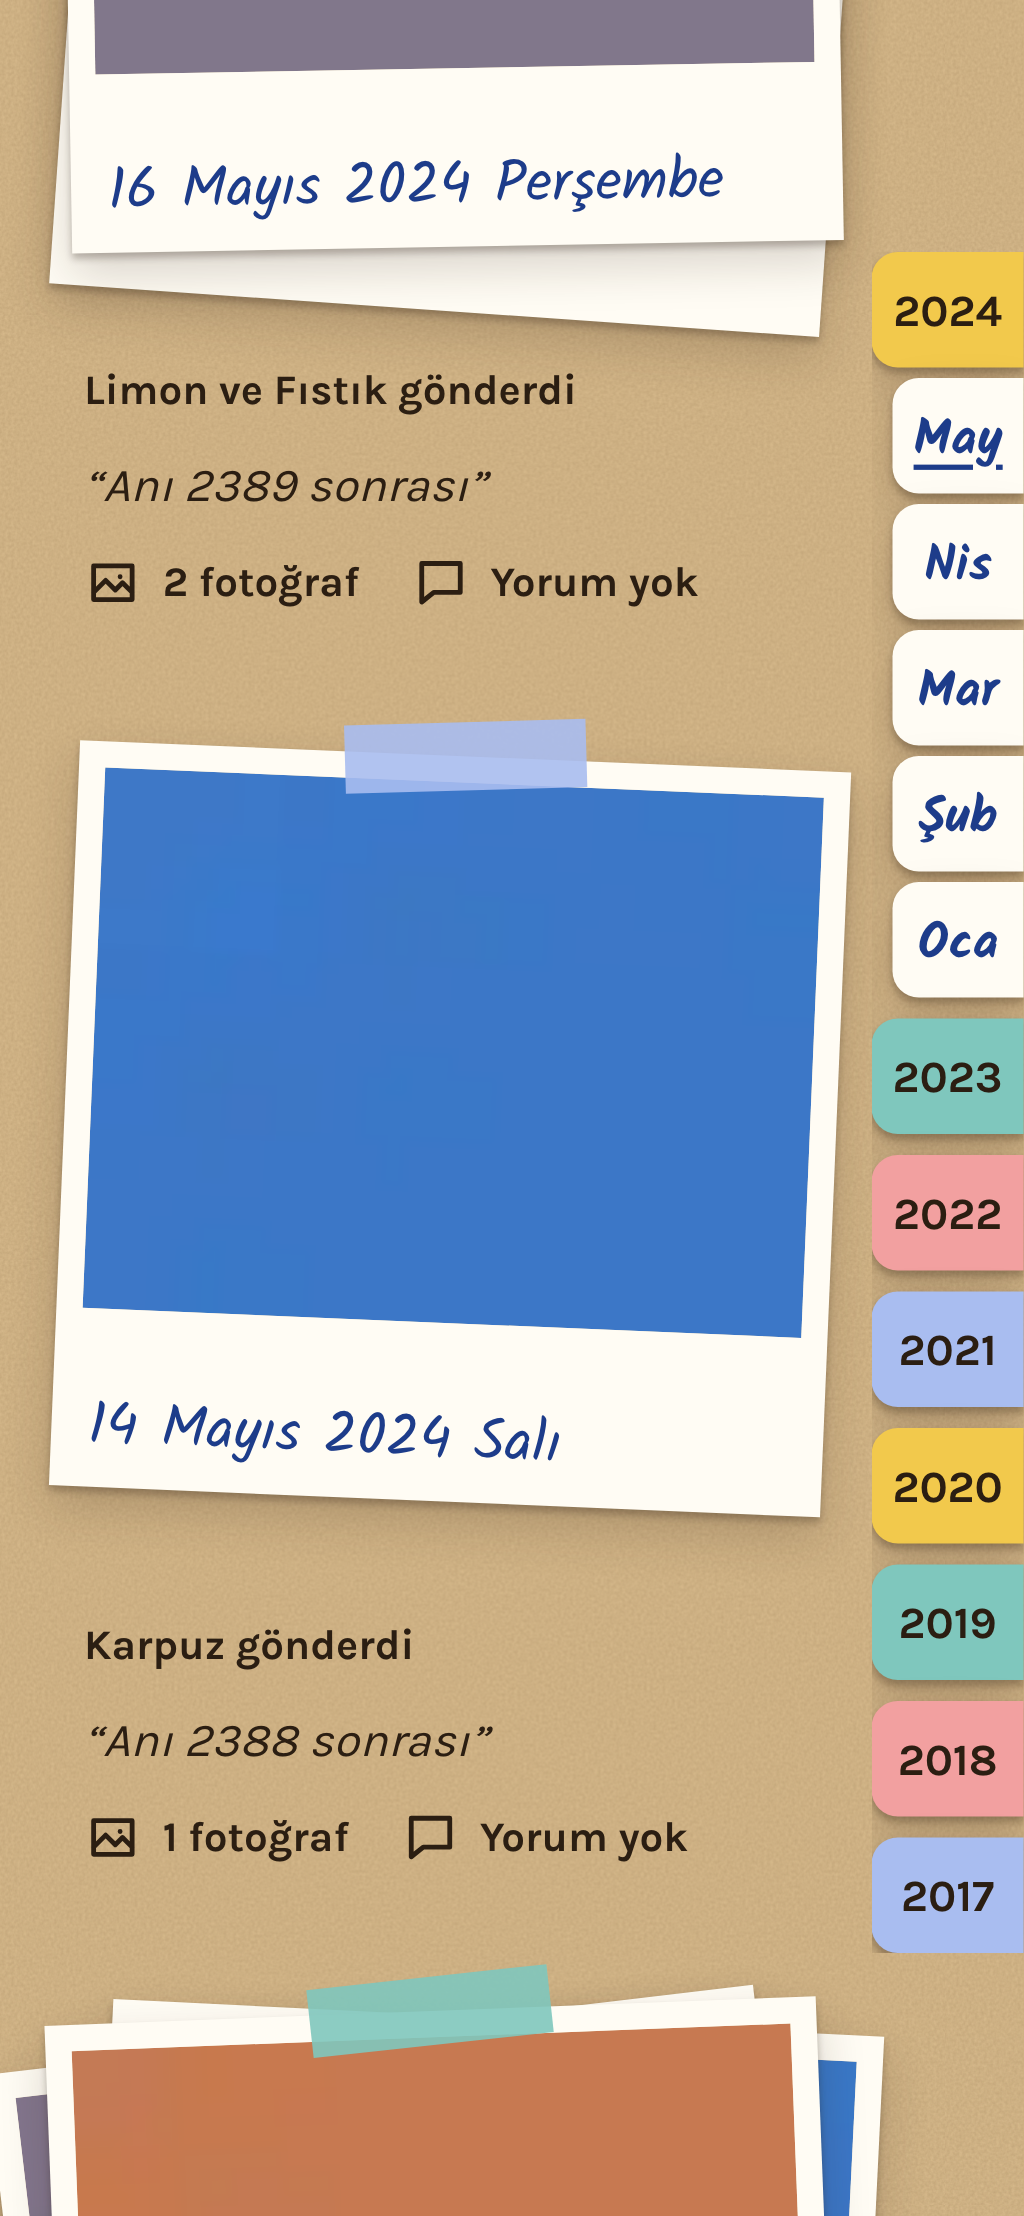 16 Mayıs 2024 Perşembe
Limon ve Fıstık gönderdi
“Anı 2389 sonrası”
2 fotoğraf
Yorum yok
14 Mayıs 2024 Salı
Karpuz gönderdi
“Anı 2388 sonrası”
1 fotoğraf
Yorum yok
2024
May
Nis
Mar
Şub
Oca
2023
2022
2021
2020
2019
2018
2017